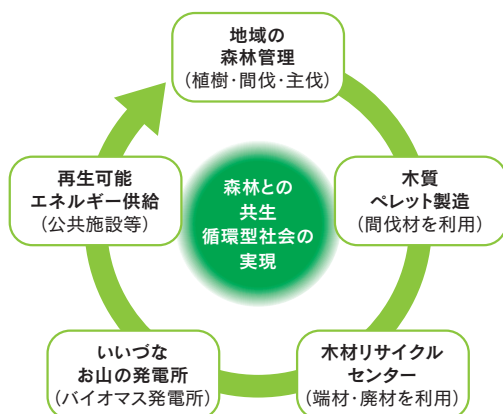 地域の
森林管理
(植樹・間伐・主伐)
木質
ペレット製造
(間伐材を利用)
木材リサイクル
センター
(端材・廃材を利用)
いいづな
お山の発電所
(バイオマス発電所)
再生可能
エネルギー供給
(公共施設等)
森林との
共生
循環型社会の
実現